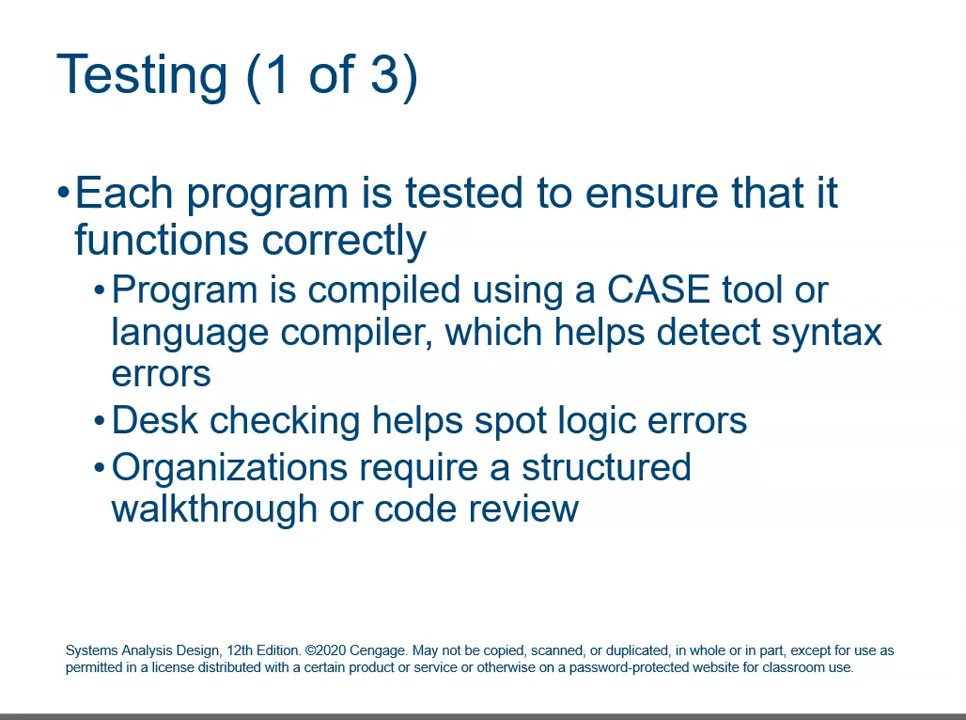 Testing (1 of 3)
•Each program is tested to ensure that it
functions correctly
•Program is compiled using a CASE tool or
language compiler, which helps detect syntax
errors
•Desk checking helps spot logic errors
•Organizations require a structured
walkthrough or code review
Systems Analysis Design, 12th Edition. ©2020 Cengage. May not be copied, scanned, or duplicated, in whole or in part, except for use as
permitted in a license distributed with a certain product or service or otherwise on a password-protected website for classroom use.